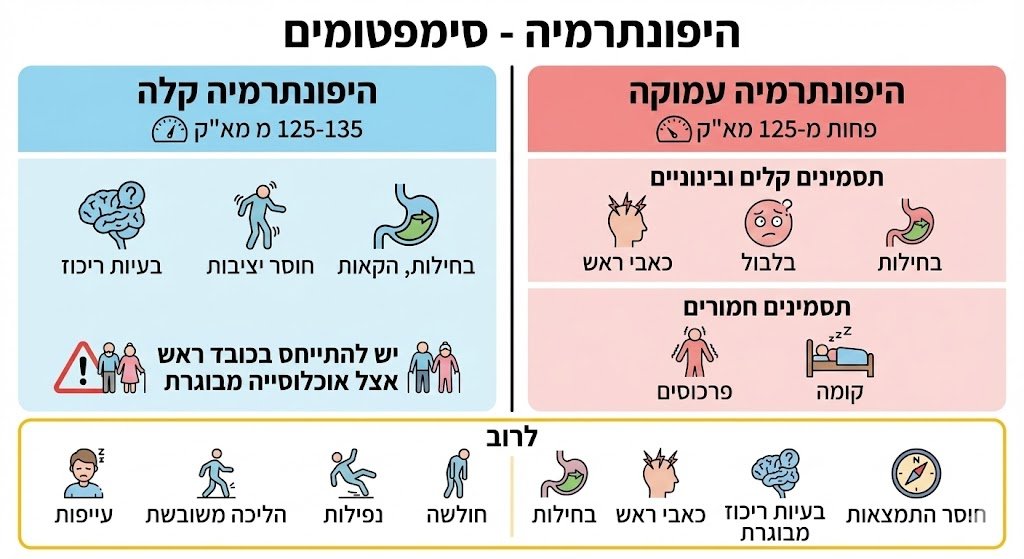 היפונתרמיה - סימפטומים
היפונתרמיה עמוקה
פחות מ-125 מא"ק
תסמינים קלים ובינוניים
בחילות
בלבול
כאבי ראש
תסמינים חמורים
קומה
פרכוסים
היפונתרמיה קלה
125-135 מ מא"ק
בחילות, הקאות
חוסר יציבות
בעיות ריכוז
יש להתייחס בכובד ראש
אצל אוכלוסייה מבוגרת
לרוב
חוסר התמצאות
בעיות ריכוז
מבוגרת
כאבי ראש
בחילות
חולשה
נפילות
הליכה משובשת
עייפות